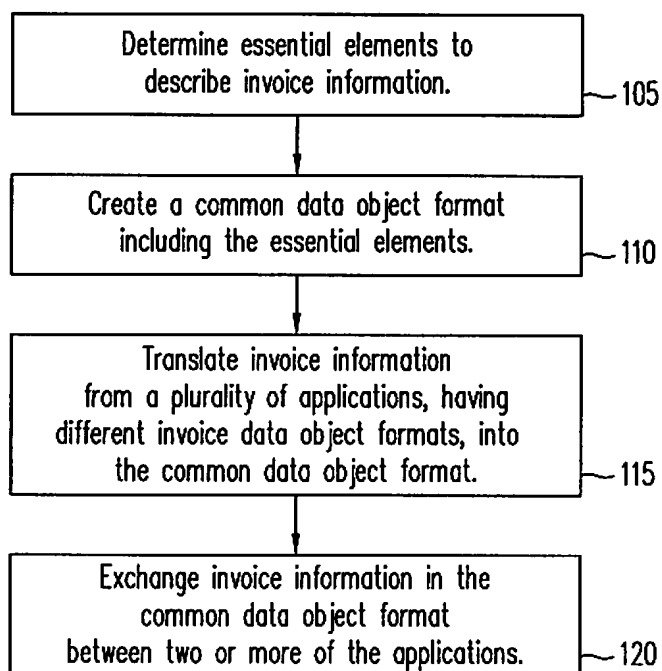 Determine essential elements to
describe invoice information.
105
Create a common data object format
including the essential elements.
110
Translate invoice information
from a plurality of applications, having
different invoice data object formats, into
the common data object format.
115
Exchange invoice information in the
common data object format
between two or more of the applications.
120